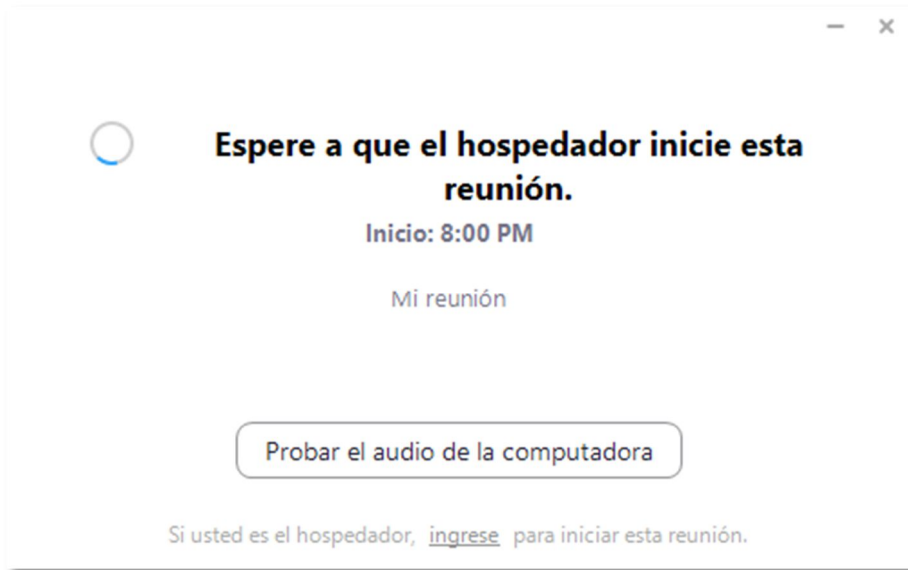 Espere a que el hospedador inicie esta
reunión.
Inicio: 8:00 PM
Mi reunión
Probar el audio de la computadora
Si usted es el hospedador, ingrese para iniciar esta reunión.